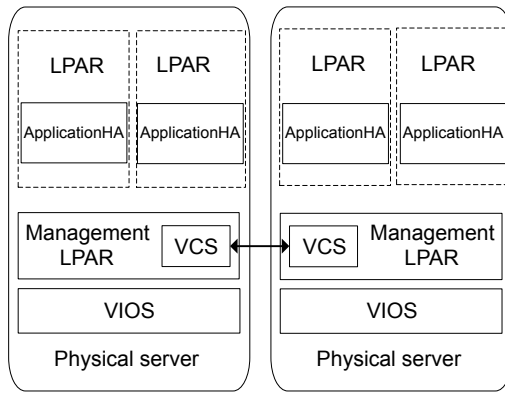 LPAR
LPAR
ApplicationHA
ApplicationHA
Management
LPAR
VCS
VIOS
Physical server
LPAR
LPAR
ApplicationHA
ApplicationHA
VCS
Management
LPAR
VIOS
Physical server